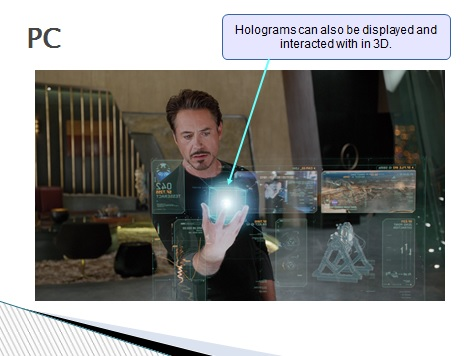 PC
Holograms can also be displayed and
interacted with in 3D.